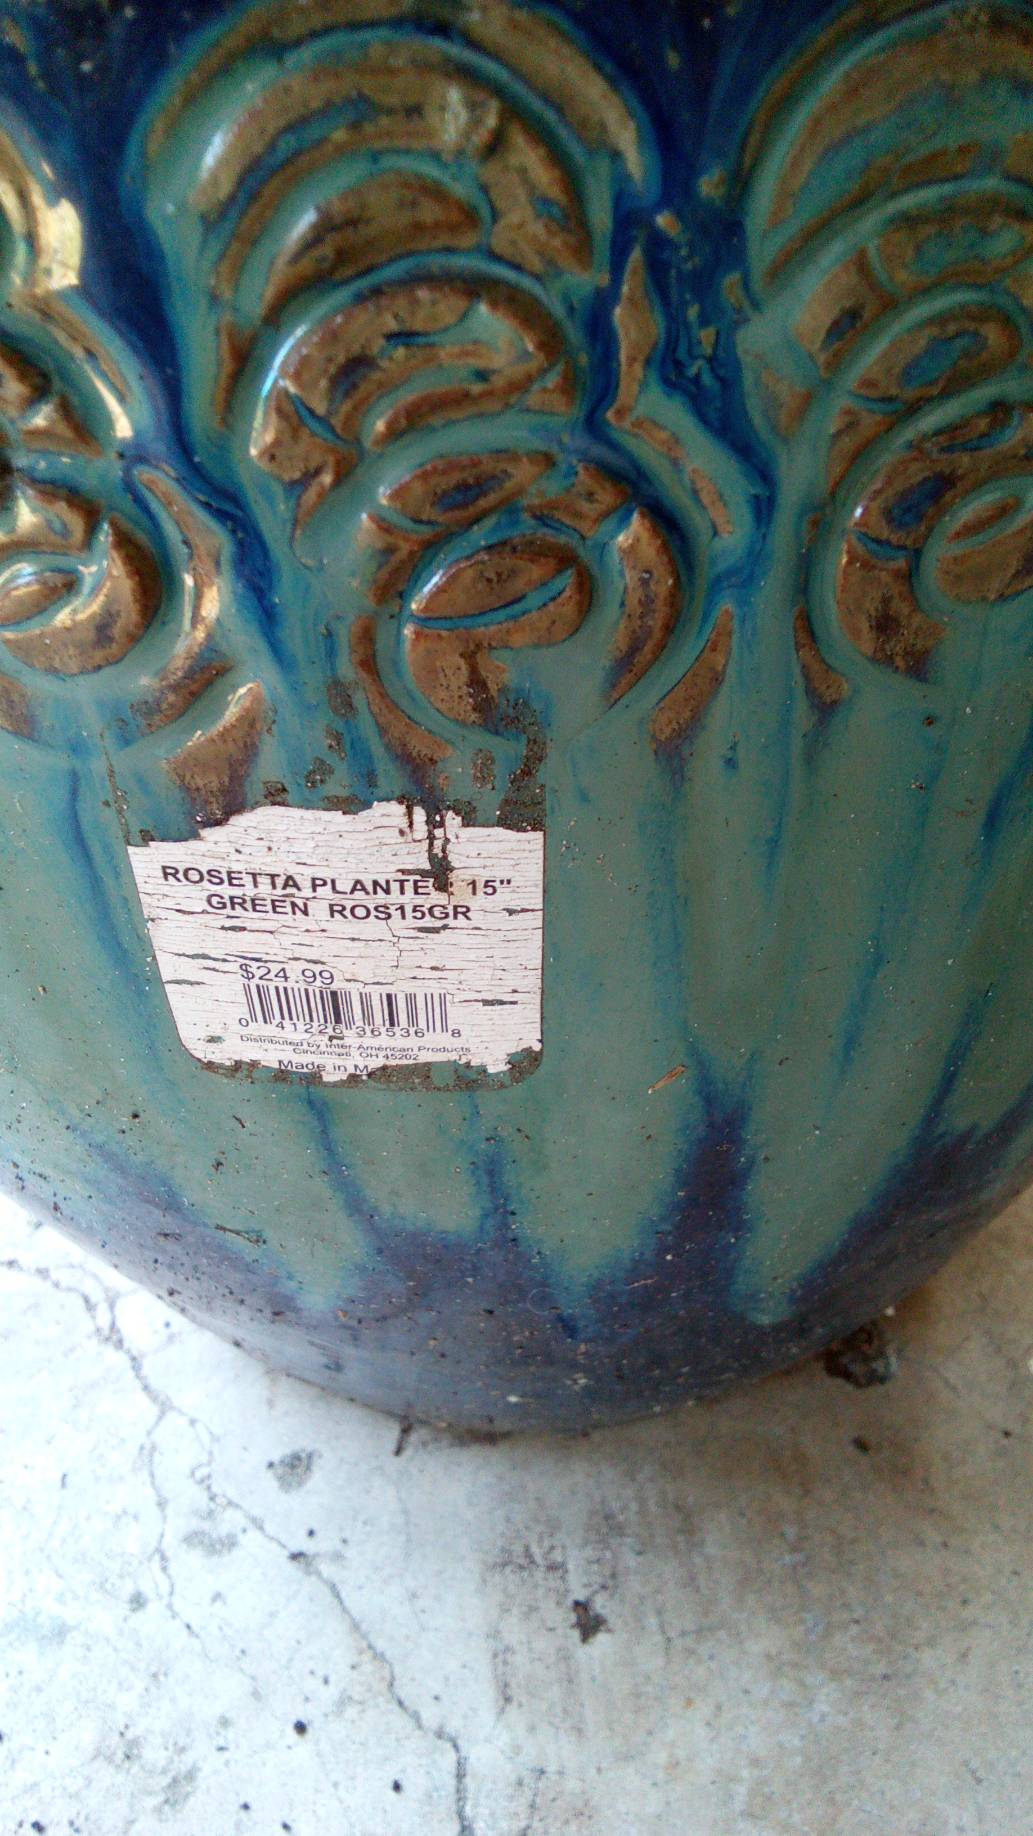 ROSETTA PLANTE 15"
GREEN ROS15GR
$24.99
0 41226 36536 8
Distributed by Inter-American Products
Cincinnati, OH 45202
Made in M